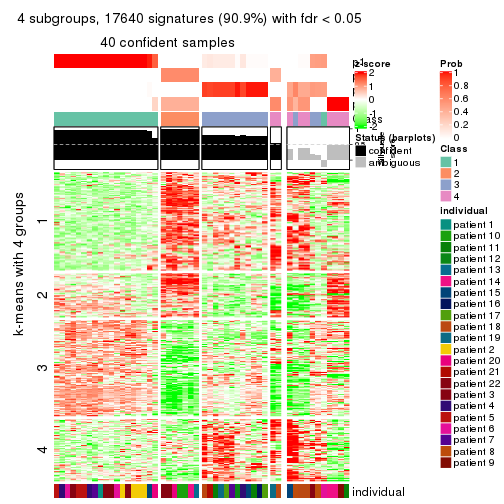 4 subgroups, 17640 signatures (90.9%) with fdr < 0.05
40 confident samples
k-means with 4 groups
1
2
3
4
individual
z-score
2
1
0
-1
-2
Status (barplots)
confident
ambiguous
Prob
1
0.8
0.6
0.4
0.2
0
Class
1
2
3
4
individual
patient 1
patient 10
patient 11
patient 12
patient 13
patient 14
patient 15
patient 16
patient 17
patient 18
patient 19
patient 2
patient 20
patient 21
patient 22
patient 3
patient 4
patient 5
patient 6
patient 7
patient 8
patient 9